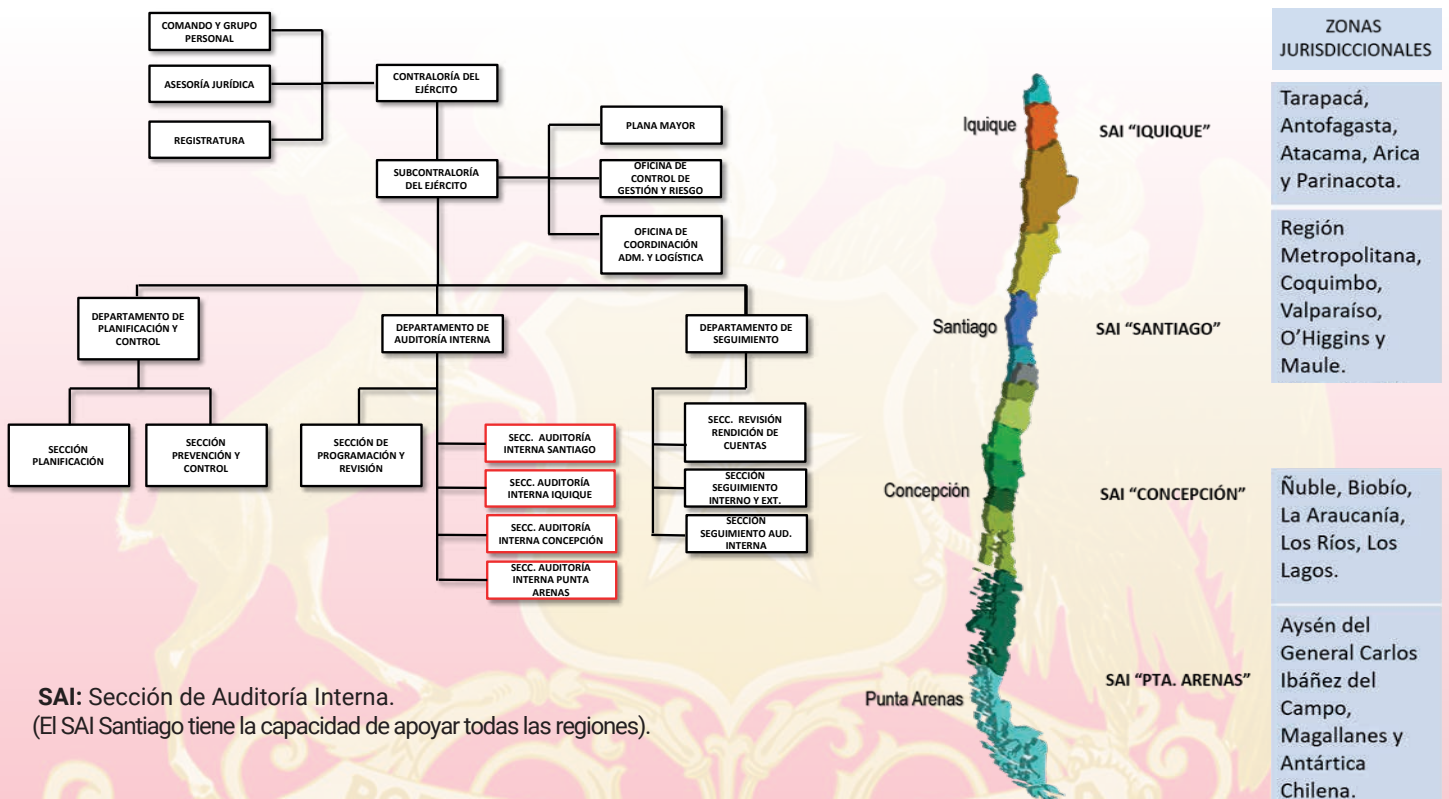 COMANDO Y GRUPO
PERSONAL
ASESORÍA JURÍDICA
REGISTRATURA
CONTRALORÍA DEL
EJÉRCITO
SUBCONTRALORÍA
DEL EJÉRCITO
PLANA MAYOR
OFICINA DE
CONTROL DE
GESTIÓN Y RIESGO
OFICINA DE
COORDINACIÓN
ADM. Y LOGÍSTICA
DEPARTAMENTO DE
PLANIFICACIÓN Y
CONTROL
DEPARTAMENTO DE
AUDITORÍA INTERNA
DEPARTAMENTO DE
SEGUIMIENTO
SECCIÓN
PLANIFICACIÓN
SECCIÓN
PREVENCIÓN Y
CONTROL
SECCIÓN DE
PROGRAMACIÓN Y
REVISIÓN
SECC. AUDITORÍA
INTERNA SANTIAGO
SECC. AUDITORÍA
INTERNA IQUIQUE
SECC. AUDITORÍA
INTERNA CONCEPCIÓN
SECC. AUDITORÍA
INTERNA PUNTA
ARENAS
SECC. REVISIÓN
RENDICIÓN DE
CUENTAS
SECCIÓN
SEGUIMIENTO
INTERNO Y EXT.
SECCIÓN
SEGUIMIENTO AUD.
INTERNA
SAI: Sección de Auditoría Interna.
(El SAI Santiago tiene la capacidad de apoyar todas las regiones).
Iquique
Santiago
Concepción
Punta Arenas
SAI “IQUIQUE”
SAI “SANTIAGO”
SAI “CONCEPCIÓN”
SAI “PTA. ARENAS”
ZONAS
JURISDICCIONALES
Tarapacá,
Antofagasta,
Atacama, Arica
y Parinacota.
Región
Metropolitana,
Coquimbo,
Valparaíso,
O’Higgins y
Maule.
Ñuble, Biobío,
La Araucanía,
Los Ríos, Los
Lagos.
Aysén del
General Carlos
Ibáñez del
Campo,
Magallanes y
Antártica
Chilena.